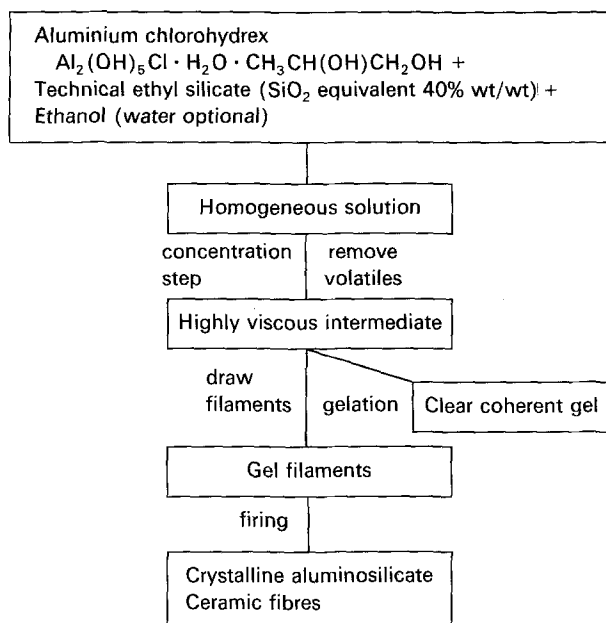 Aluminium chlorohydrex
Al₂(OH)₅Cl · H₂O · CH₃CH(OH)CH₂OH +
Technical ethyl silicate (SiO₂ equivalent 40% wt/wt) +
Ethanol (water optional)
Homogeneous solution
concentration step
remove volatiles
Highly viscous intermediate
draw filaments
gelation
Clear coherent gel
Gel filaments
firing
Crystalline aluminosilicate
Ceramic fibres